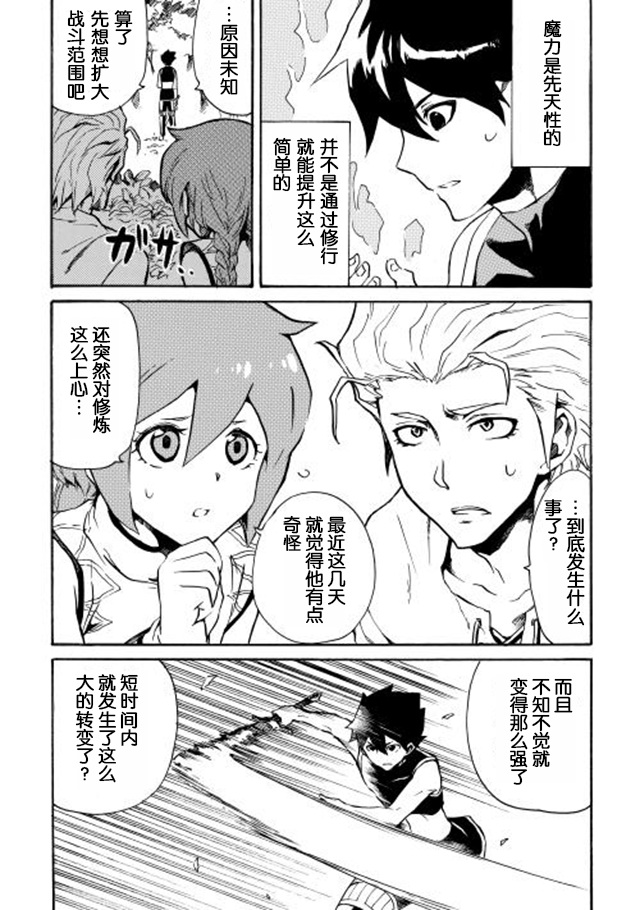 魔力是先天性的
并不是通过修行
就能提升这么
简单的
…原因未知
算了
先想想扩大
战斗范围吧
ガサ‥
…到底发生什么
事了？
最近这几天
就觉得他有点
奇怪
还突然对修炼
这么上心…
而且
不知不觉就
变得那么强了
短时间内
就发生了这么
大的转变了？